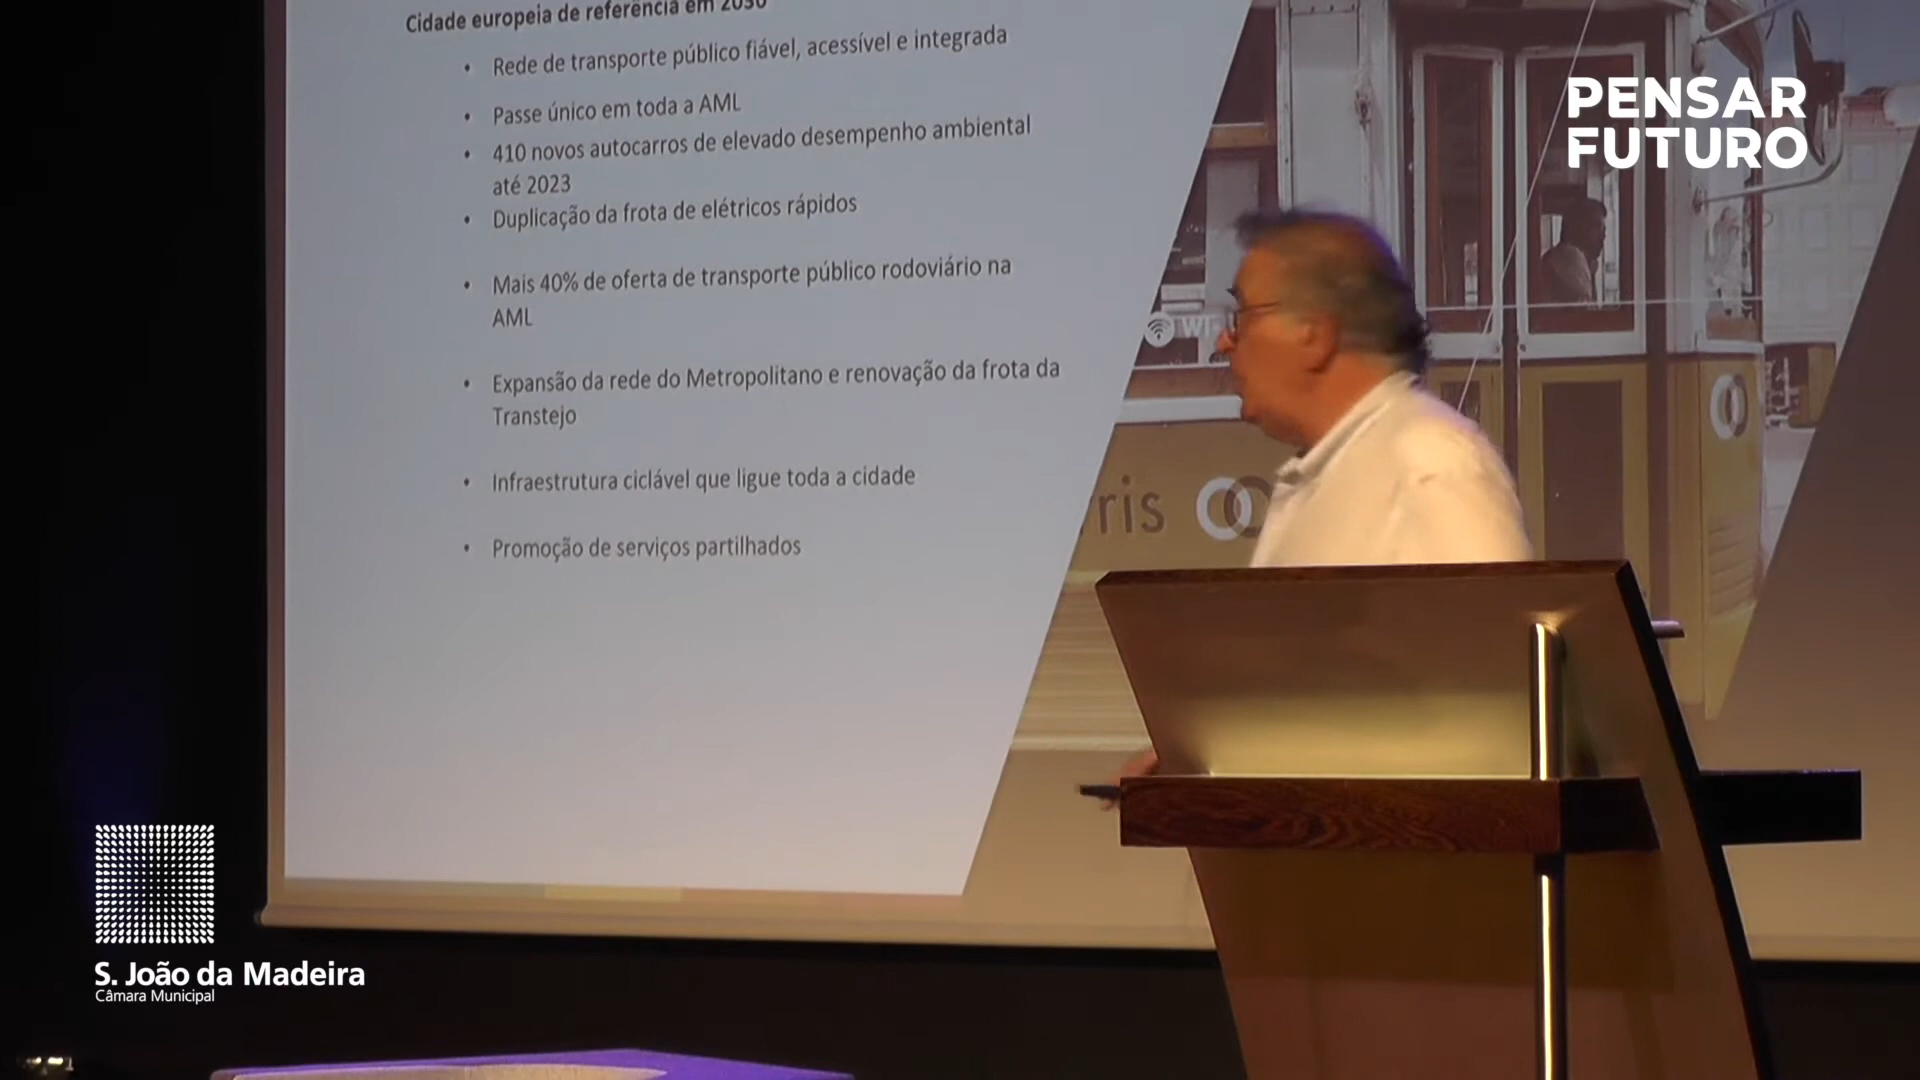 Cidade europeia de referência em 2030
• Rede de transporte público fiável, acessível e integrada
• Passe único em toda a AML
• 410 novos autocarros de elevado desempenho ambiental
até 2023
• Duplicação da frota de elétricos rápidos
• Mais 40% de oferta de transporte público rodoviário na
AML
• Expansão da rede do Metropolitano e renovação da frota da
Transtejo
• Infraestrutura ciclável que ligue toda a cidade
• Promoção de serviços partilhados
PENSAR
FUTURO
ris
S. João da Madeira
Câmara Municipal